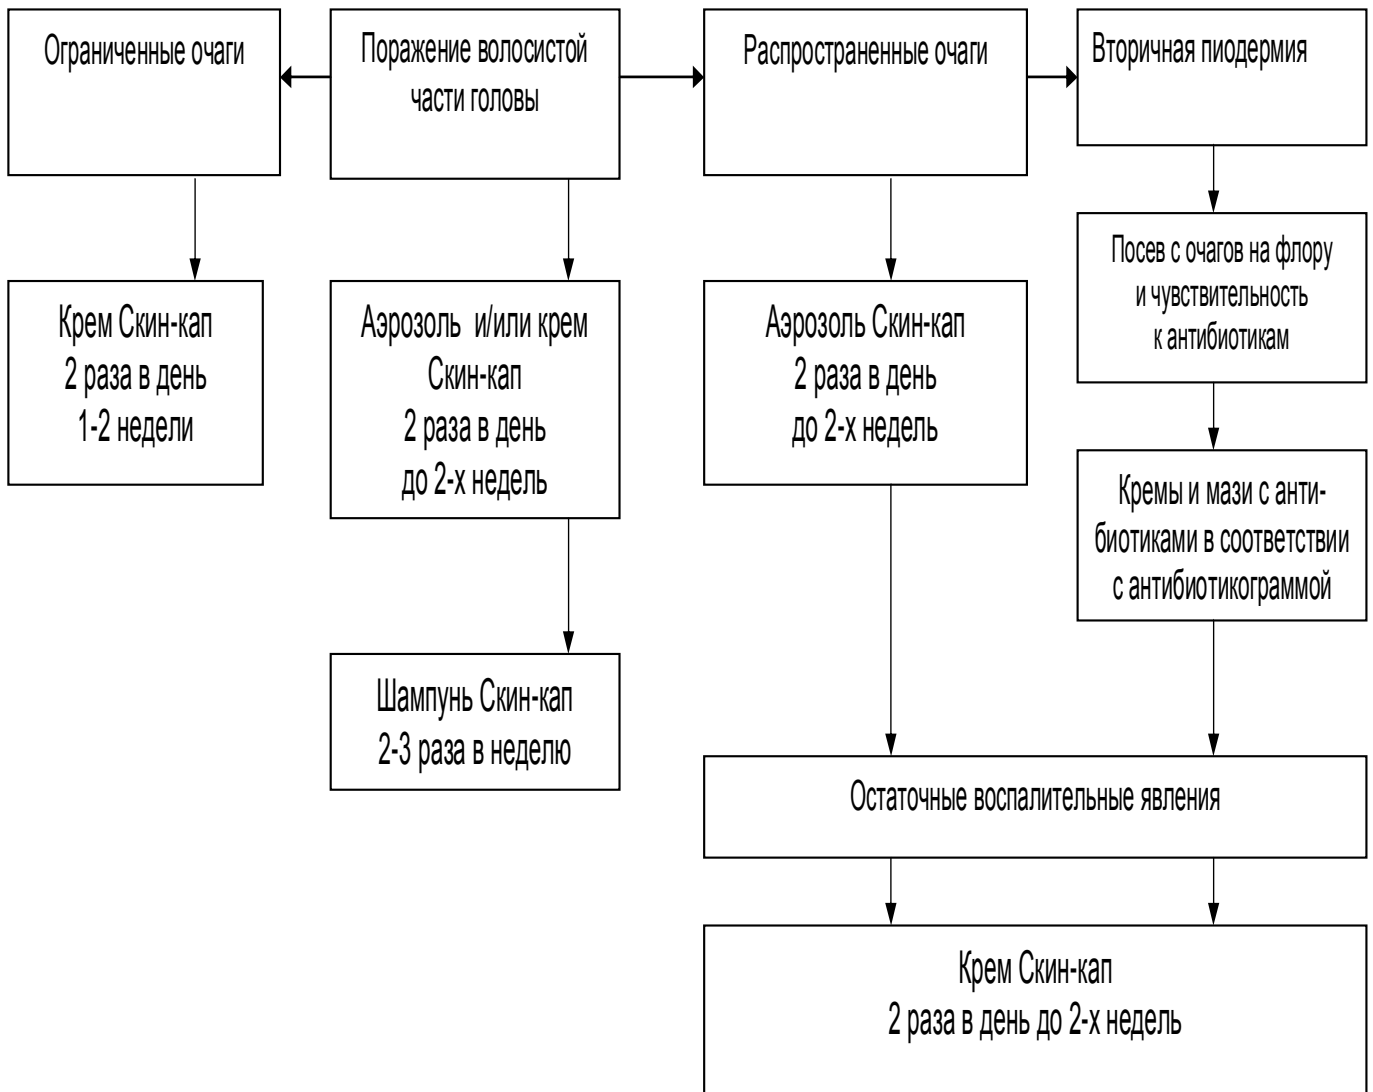 Ограниченные очаги
Поражение волосистой
части головы
Распространенные очаги
Вторичная пиодермия
Посев с очагов на флору
и чувствительность
к антибиотикам
Крем Скин-кап
2 раза в день
1-2 недели
Аэрозоль и/или крем
Скин-кап
2 раза в день
до 2-х недель
Аэрозоль Скин-кап
2 раза в день
до 2-х недель
Кремы и мази с анти-
биотиками в соответствии
с антибиотикограммой
Шампунь Скин-кап
2-3 раза в неделю
Остаточные воспалительные явления
Крем Скин-кап
2 раза в день до 2-х недель